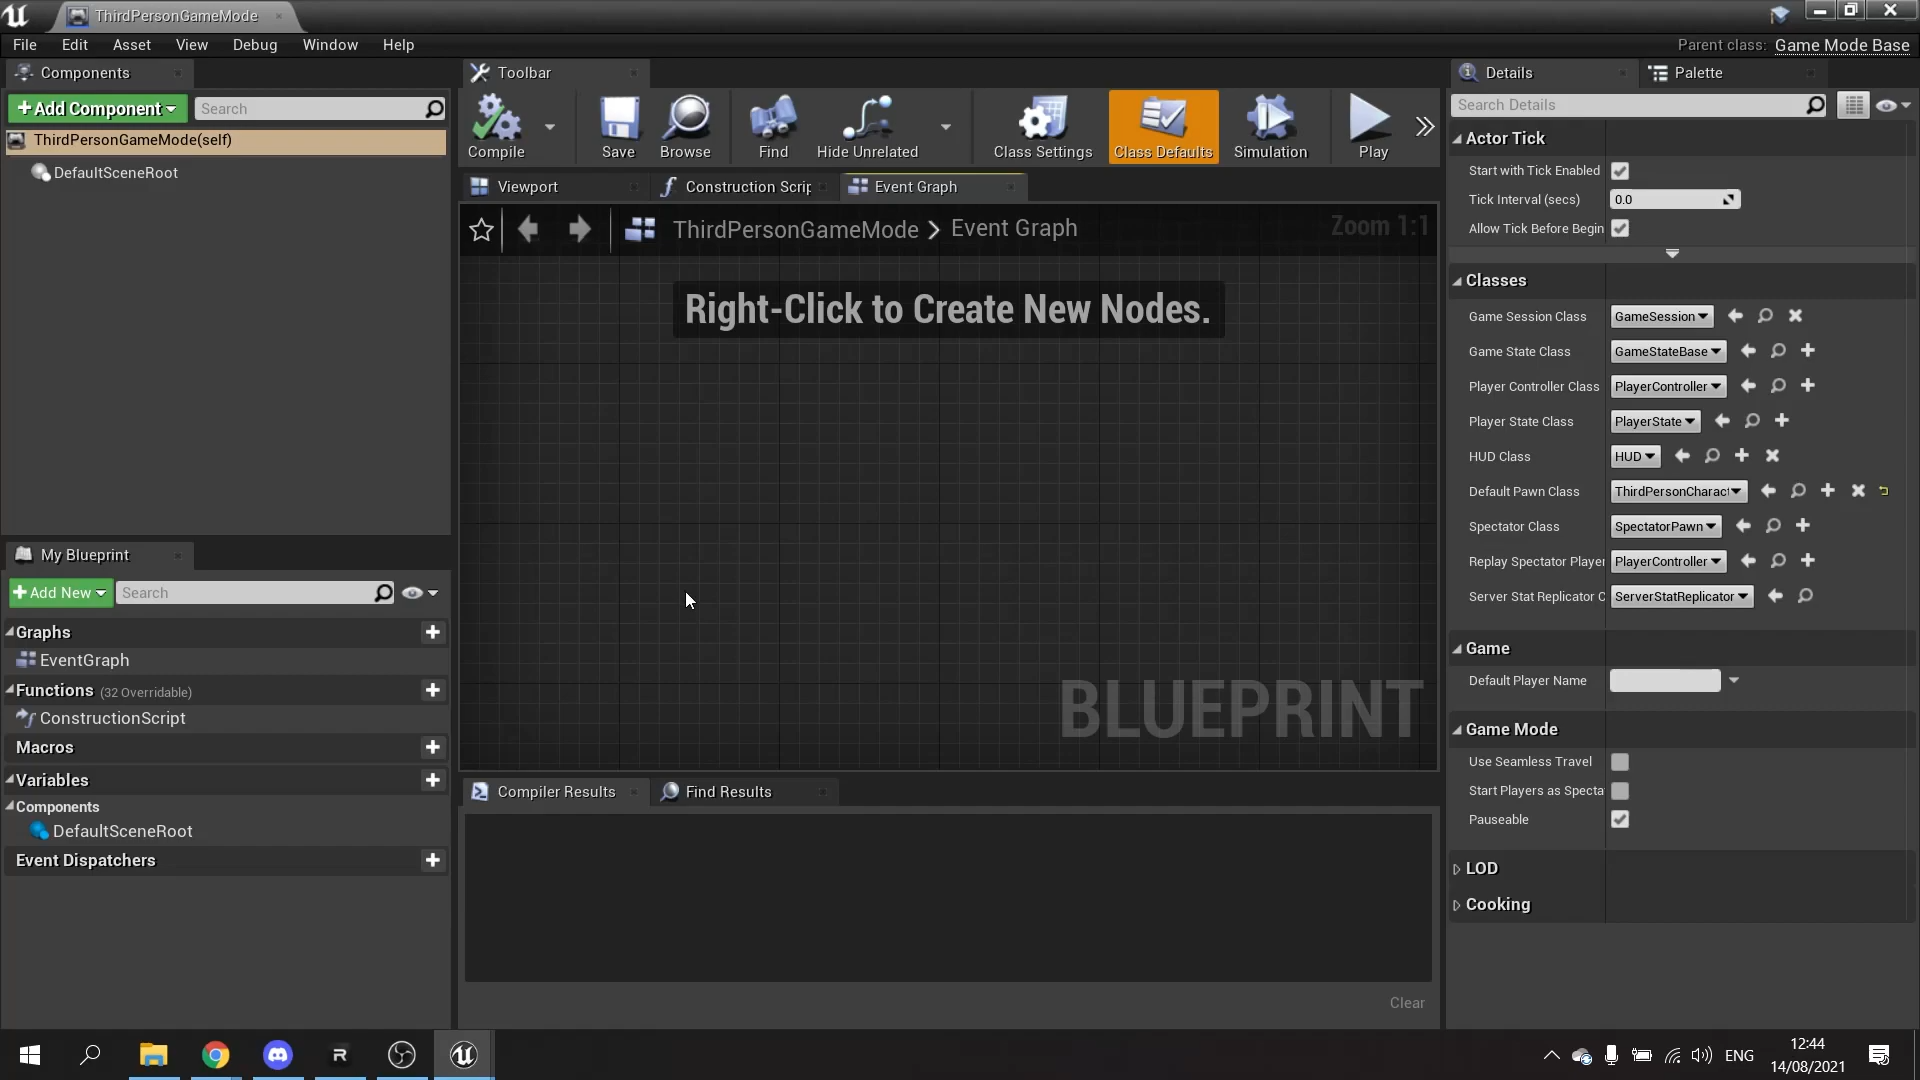 ThirdPersonGameMode
File Edit Asset View Debug Window Help
Parent class: Game Mode Base
Components
Add Component
Search
ThirdPersonGameMode(self)
DefaultSceneRoot
My Blueprint
Add New
Search
Graphs
EventGraph
Functions (32 Overridable)
ConstructionScript
Macros
Variables
Components
DefaultSceneRoot
Event Dispatchers
Toolbar
Compile
Save
Browse
Find
Hide Unrelated
Class Settings
Class Defaults
Simulation
Play
Viewport
Construction Scrip
Event Graph
ThirdPersonGameMode
Event Graph
Zoom 1:1
Right-Click to Create New Nodes.
BLUEPRINT
Compiler Results
Find Results
Clear
Details
Palette
Search Details
Actor Tick
Start with Tick Enabled
Tick Interval (secs) 0.0
Allow Tick Before Begin
Classes
Game Session Class GameSession
Game State Class GameStateBase
Player Controller Class PlayerController
Player State Class PlayerState
HUD Class HUD
Default Pawn Class ThirdPersonCharact
Spectator Class SpectatorPawn
Replay Spectator Player PlayerController
Server Stat Replicator C ServerStatReplicator
Game
Default Player Name
Game Mode
Use Seamless Travel
Start Players as Specta
Pauseable
LOD
Cooking
ENG
12:44
14/08/2021